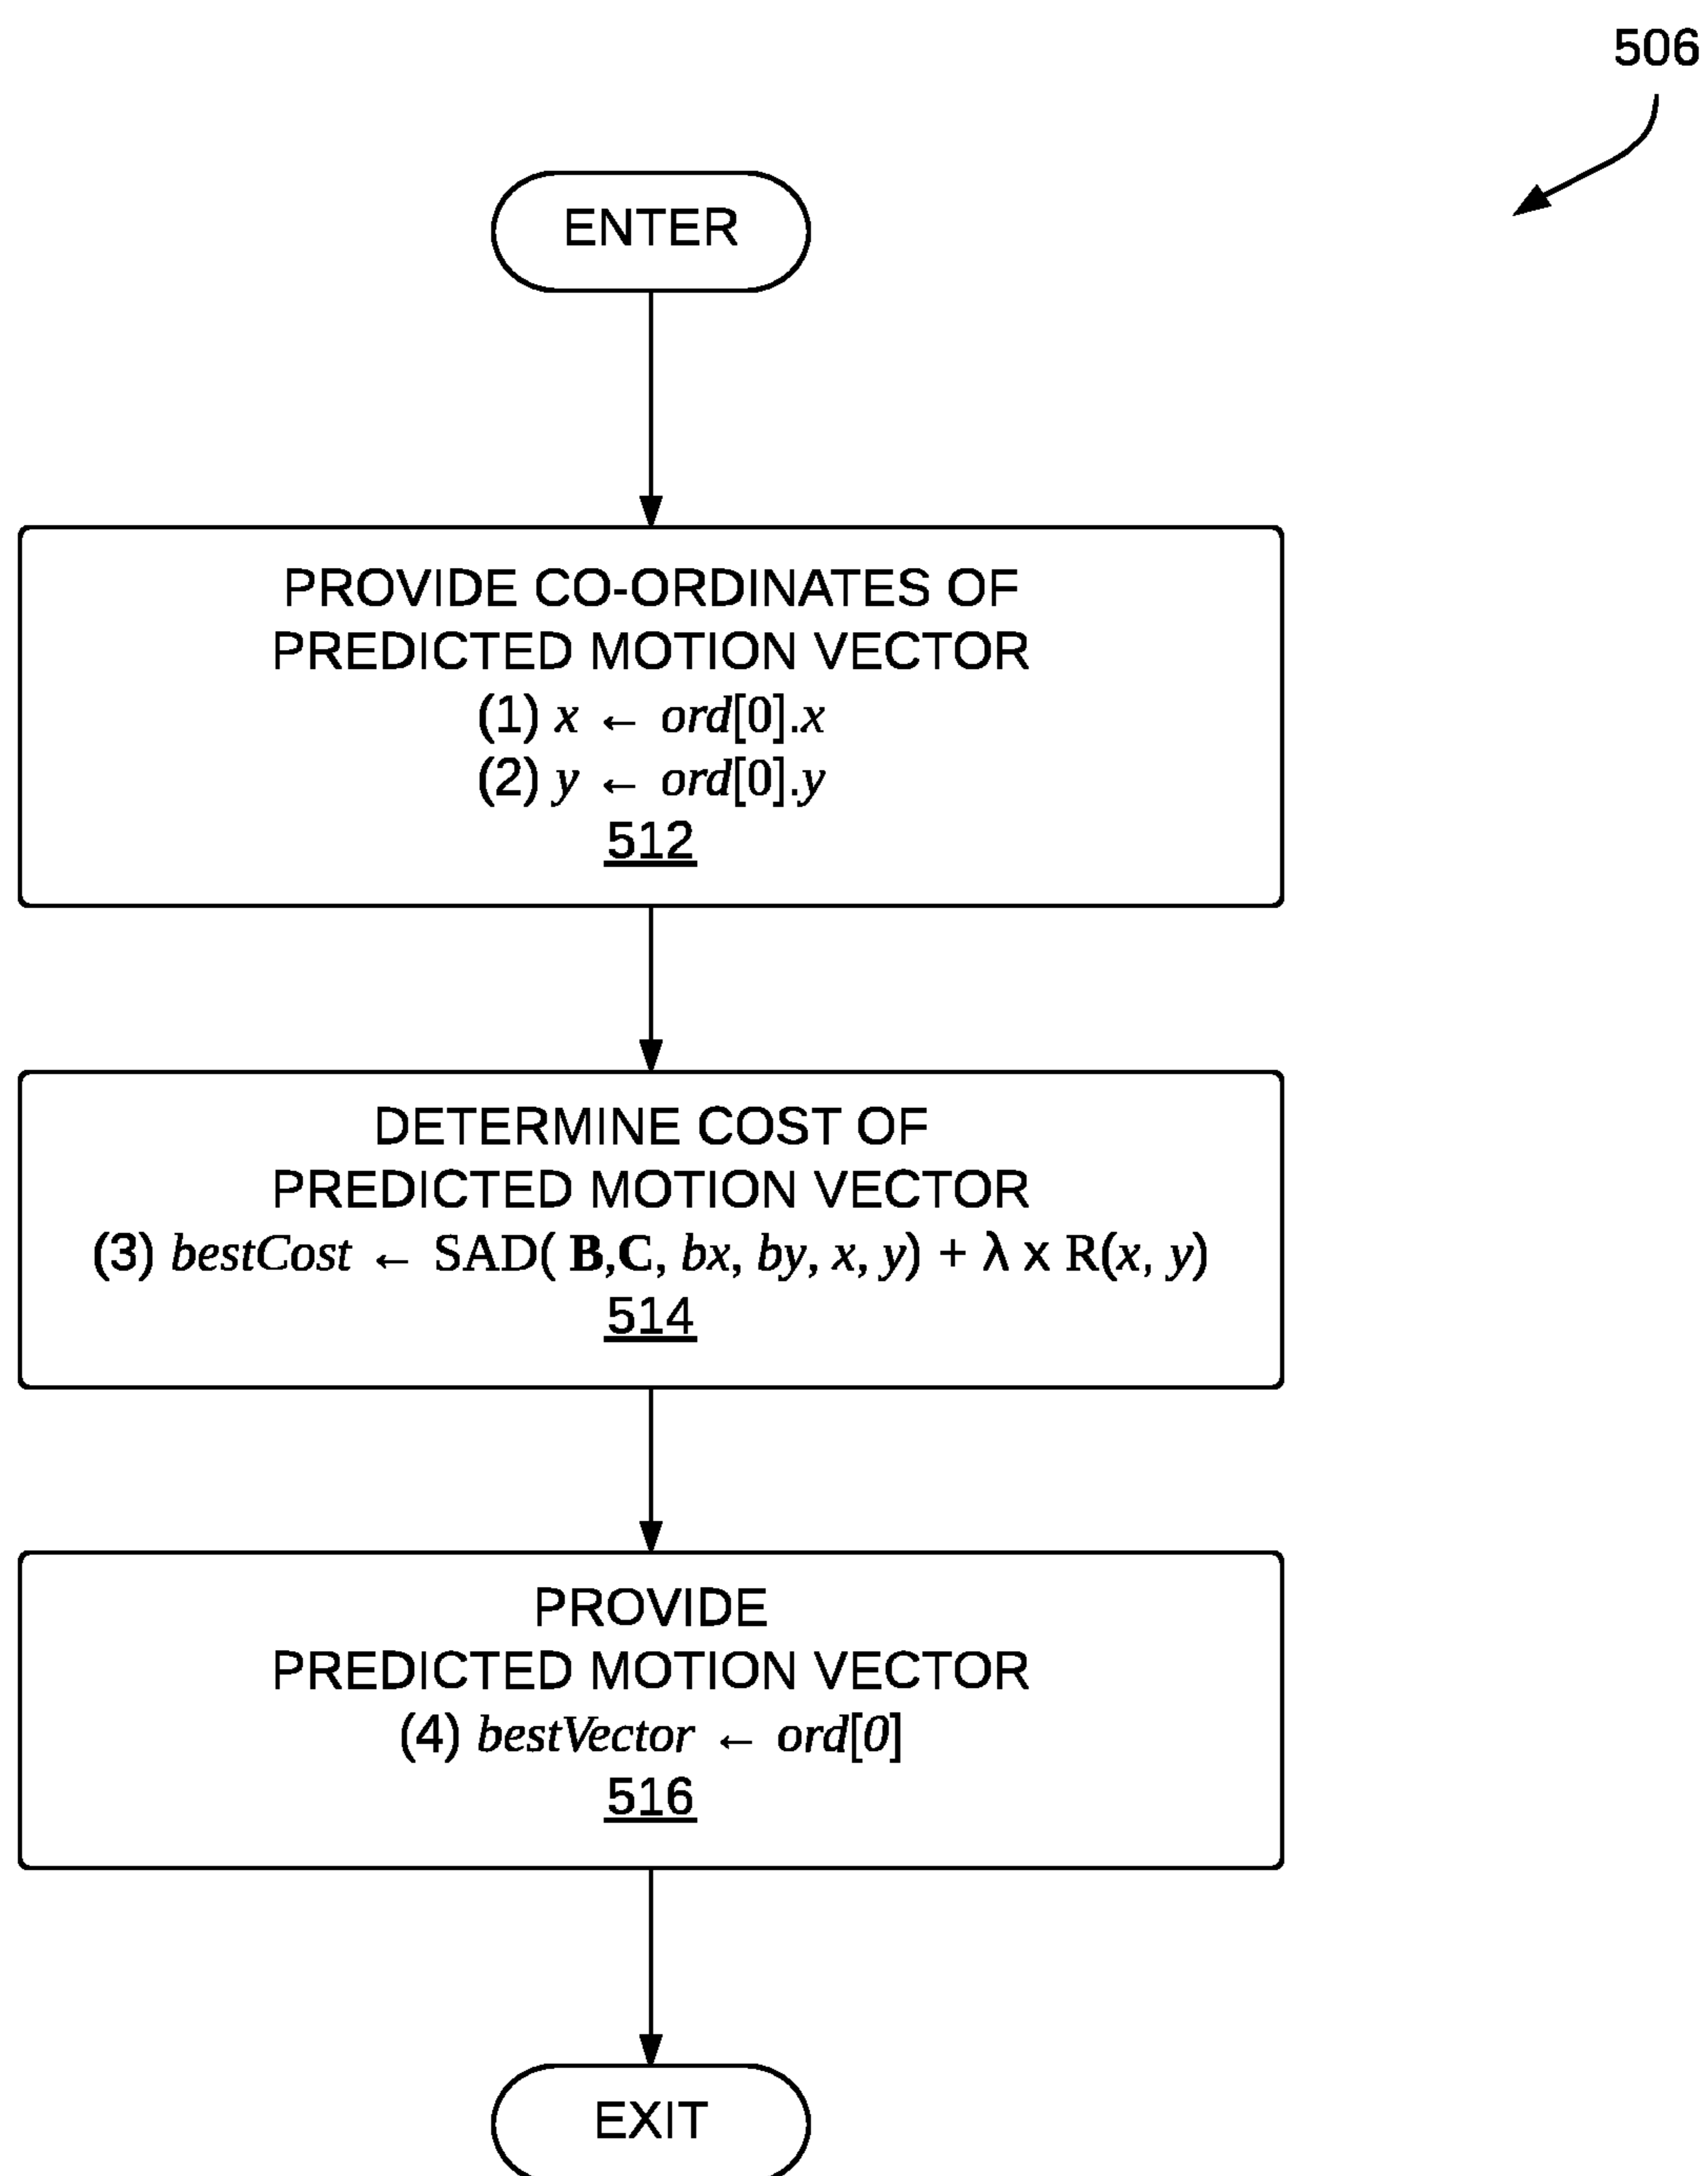 506
ENTER
PROVIDE CO-ORDINATES OF
PREDICTED MOTION VECTOR
(1) x ← ord[0].x
(2) y ← ord[0].y
512
DETERMINE COST OF
PREDICTED MOTION VECTOR
(3) bestCost ← SAD( B,C, bx, by, x, y) + λ x R(x, y)
514
PROVIDE
PREDICTED MOTION VECTOR
(4) bestVector ← ord[0]
516
EXIT